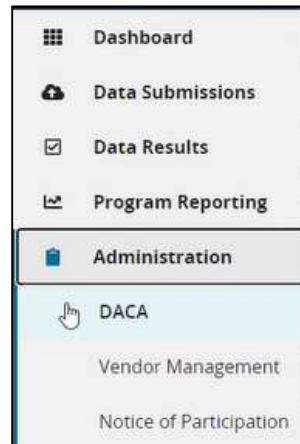 Dashboard
Data Submissions
Data Results
Program Reporting
Administration
DACA
Vendor Management
Notice of Participation